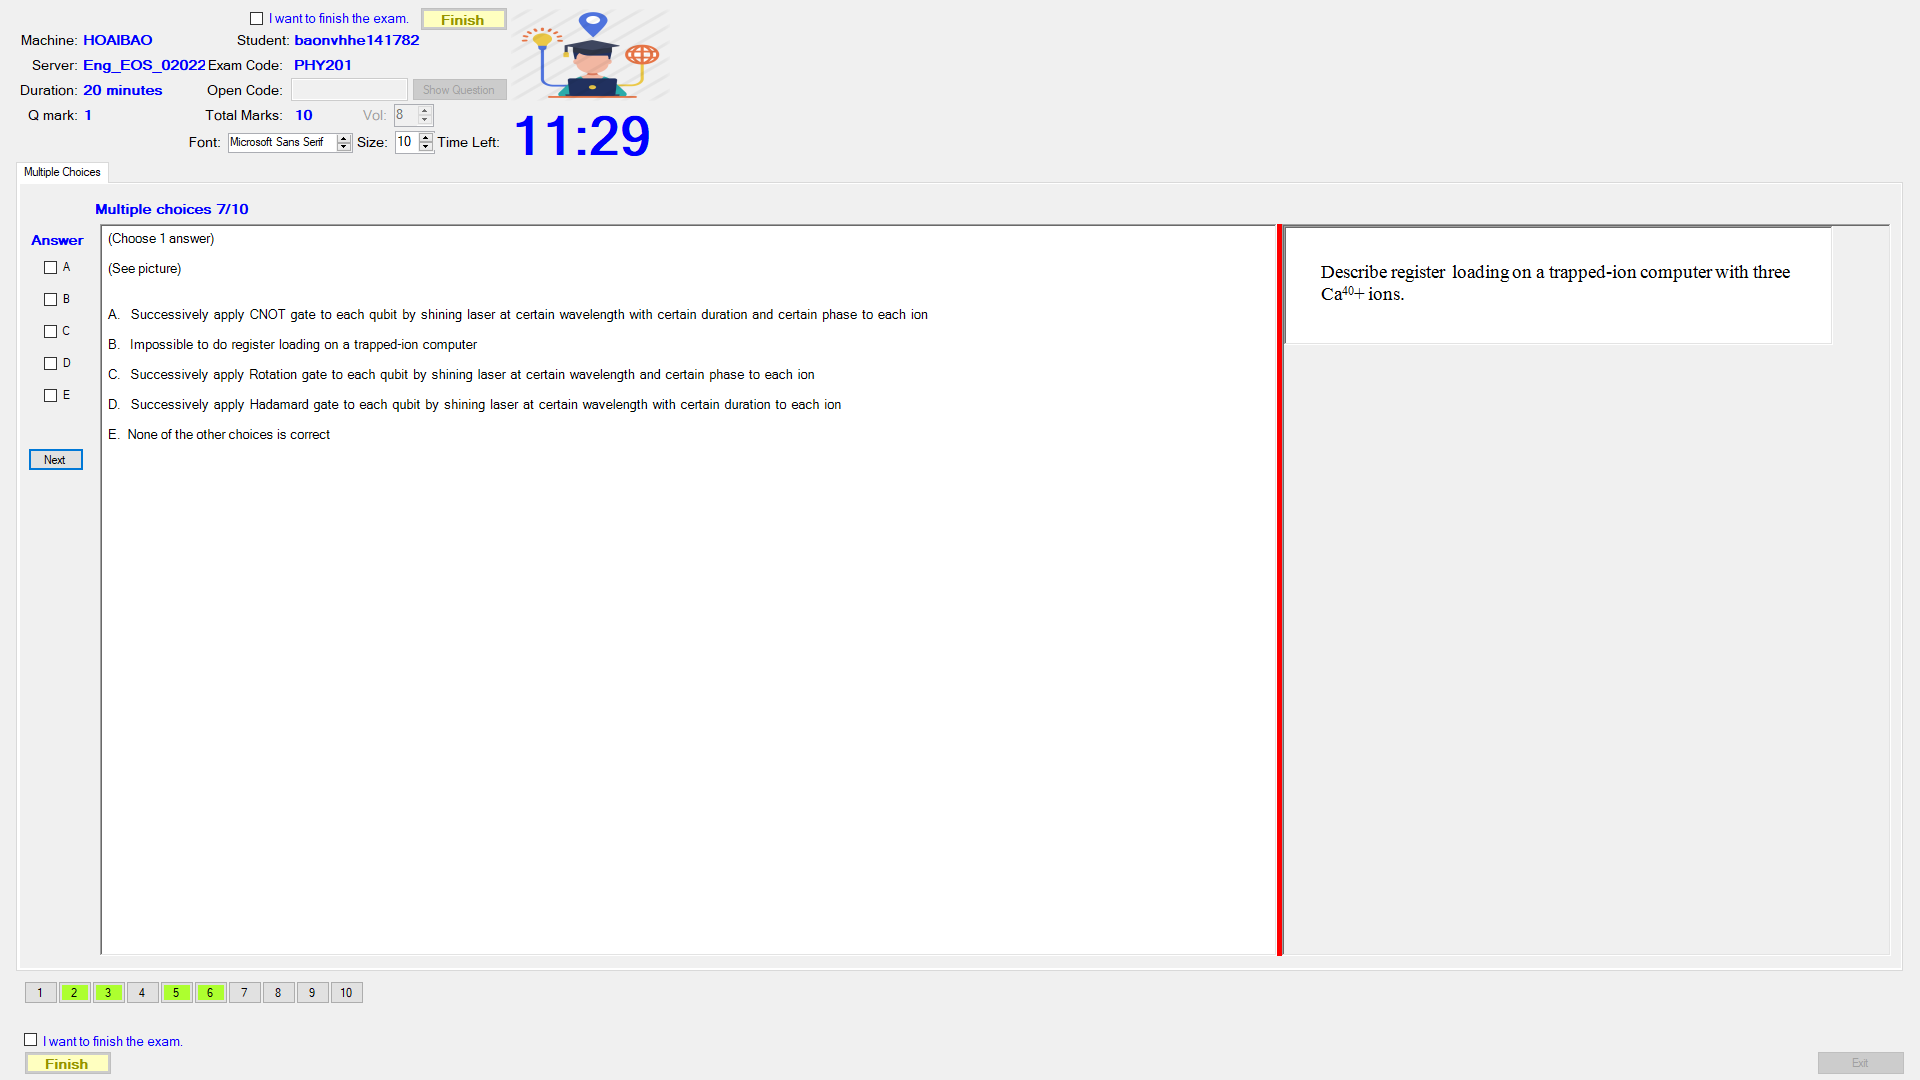 I want to finish the exam. Finish
Machine: HOAIBAO Student: baonvhhe141782
Server: Eng_EOS_02022 Exam Code: PHY201
Duration: 20 minutes Open Code: Show Question
Q mark: 1 Total Marks: 10 Vol: 8
Font: Microsoft Sans Serif Size: 10 Time Left: 11:29
Multiple Choices
Multiple choices 7/10
Answer
A
B
C
D
E
Next
(Choose 1 answer)
(See picture)
A. Successively apply CNOT gate to each qubit by shining laser at certain wavelength with certain duration and certain phase to each ion
B. Impossible to do register loading on a trapped-ion computer
C. Successively apply Rotation gate to each qubit by shining laser at certain wavelength and certain phase to each ion
D. Successively apply Hadamard gate to each qubit by shining laser at certain wavelength with certain duration to each ion
E. None of the other choices is correct
Describe register loading on a trapped-ion computer with three
Ca⁴⁰+ ions.
1 2 3 4 5 6 7 8 9 10
I want to finish the exam.
Finish
Exit